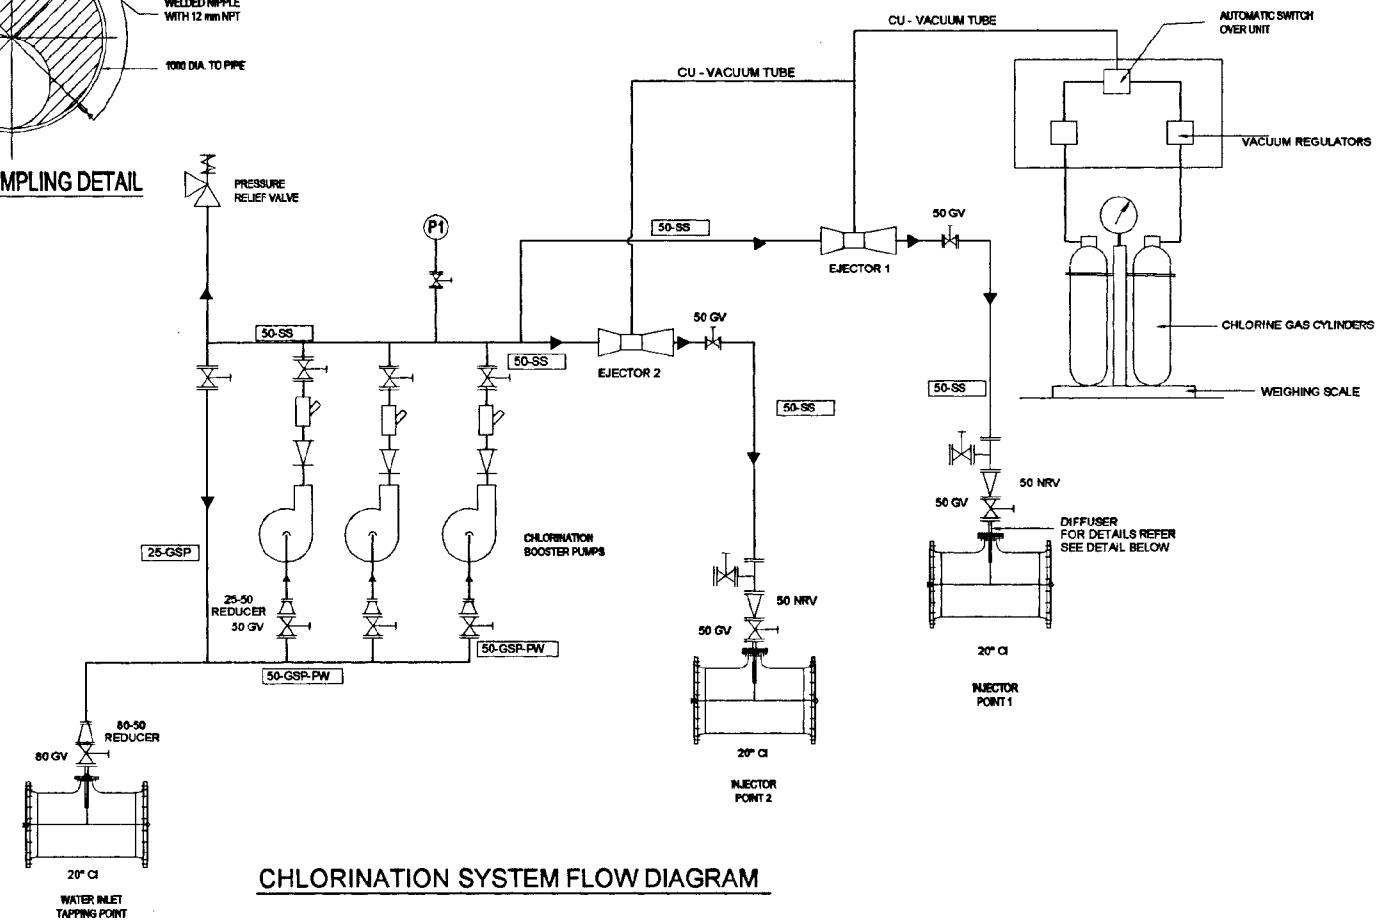 WELDED NIPPLE
WITH 12 mm NPT
1000 DIA. TO PIPE
MPLING DETAIL
CU - VACUUM TUBE
CU - VACUUM TUBE
AUTOMATIC SWITCH
OVER UNIT
VACUUM REGULATORS
PRESSURE
RELIEF VALVE
P1
50-SS
50 GV
EJECTOR 1
CHLORINE GAS CYLINDERS
WEIGHING SCALE
50-SS
50-SS
50 GV
EJECTOR 2
50-SS
50-SS
50 NRV
50 GV
DIFFUSER
FOR DETAILS REFER
SEE DETAIL BELOW
CHLORINATION
BOOSTER PUMPS
25-GSP
25-50
REDUCER
50 GV
50-GSP-PW
50-GSP-PW
50 NRV
50 GV
20" CI
INJECTOR
POINT 1
20" CI
INJECTOR
POINT 2
80-50
REDUCER
80 GV
20" CI
WATER INLET
TAPPING POINT
CHLORINATION SYSTEM FLOW DIAGRAM